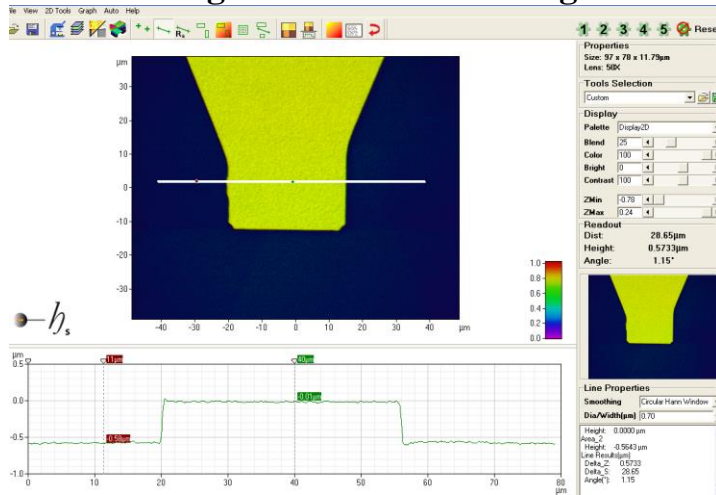 File View 2D Tools Graph Auto Help
1 2 3 4 5 Rese
µm
30
20
10
0
-10
-20
-30
-40 -30 -20 -10 0 10 20 30 40 µm
1.0
0.8
0.6
0.4
0.2
0.0
hs
µm
0.5
0.0
-0.5
-1.0
11µm
40µm
-0.58µm
-0.01µm
0 10 20 30 40 50 60 70 80
µm
Properties
Size: 97 x 78 x 11.79µm
Lens: 50X
Tools Selection
Custom
Display
Palette Display2D
Blend 25
Color 100
Bright 0
Contrast 100
ZMin -0.78
ZMax 0.24
Readout
Dist: 28.65µm
Height: 0.5733µm
Angle: 1.15°
Line Properties
Smoothing Circular Hann Window
Dia/Width(µm) 0.70
Height: 0.0000 µm
Area_2
Height: -0.5643 µm
Line Results(µm)
Delta_Z: 0.5733
Delta_S: 28.65
Angle(°): 1.15